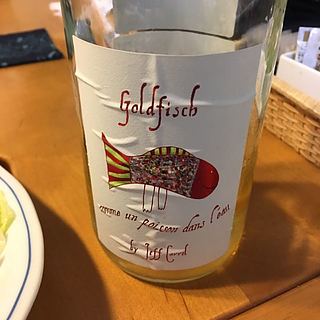 Goldfisch
comme un poisson dans l'eau
by Jeff Carrel